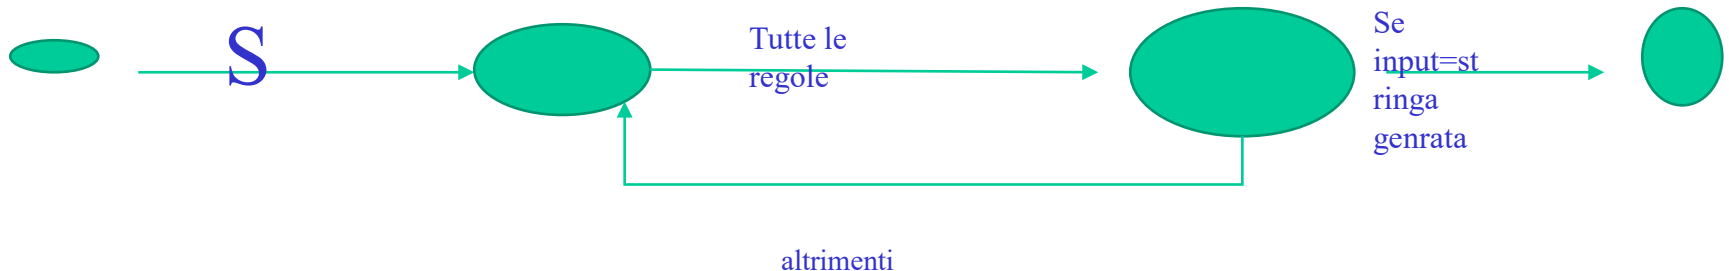 S
Tutte le
regole
Se
input=st
ringa
genrata
altrimenti